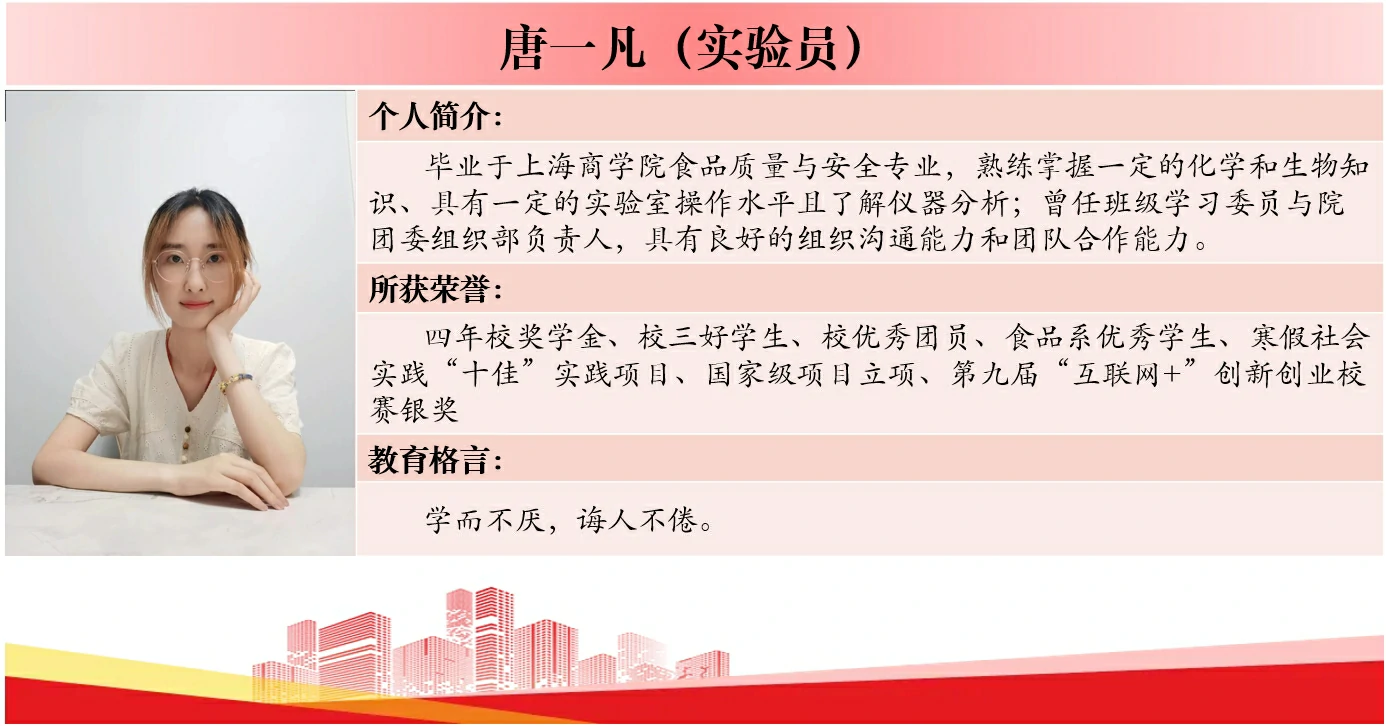 唐一凡（实验员）
个人简介：
毕业于上海商学院食品质量与安全专业，熟练掌握一定的化学和生物知
识、具有一定的实验室操作水平且了解仪器分析；曾任班级学习委员与院
团委组织部负责人，具有良好的组织沟通能力和团队合作能力。
所获荣誉：
四年校奖学金、校三好学生、校优秀团员、食品系优秀学生、寒假社会
实践“十佳”实践项目、国家级项目立项、第九届“互联网+”创新创业校
赛银奖
教育格言：
学而不厌，诲人不倦。